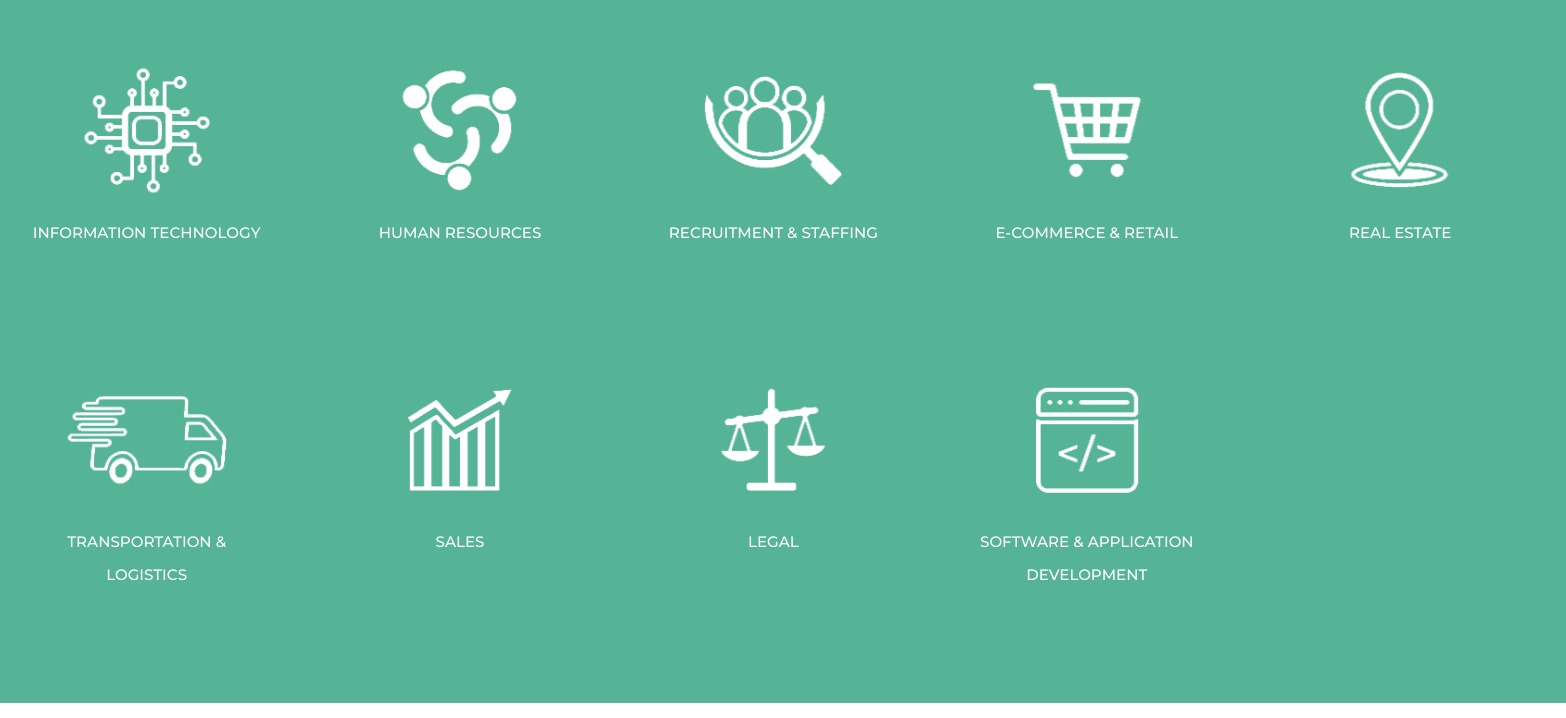 INFORMATION TECHNOLOGY
HUMAN RESOURCES
RECRUITMENT & STAFFING
E-COMMERCE & RETAIL
REAL ESTATE
TRANSPORTATION &
LOGISTICS
SALES
LEGAL
</>
SOFTWARE & APPLICATION
DEVELOPMENT